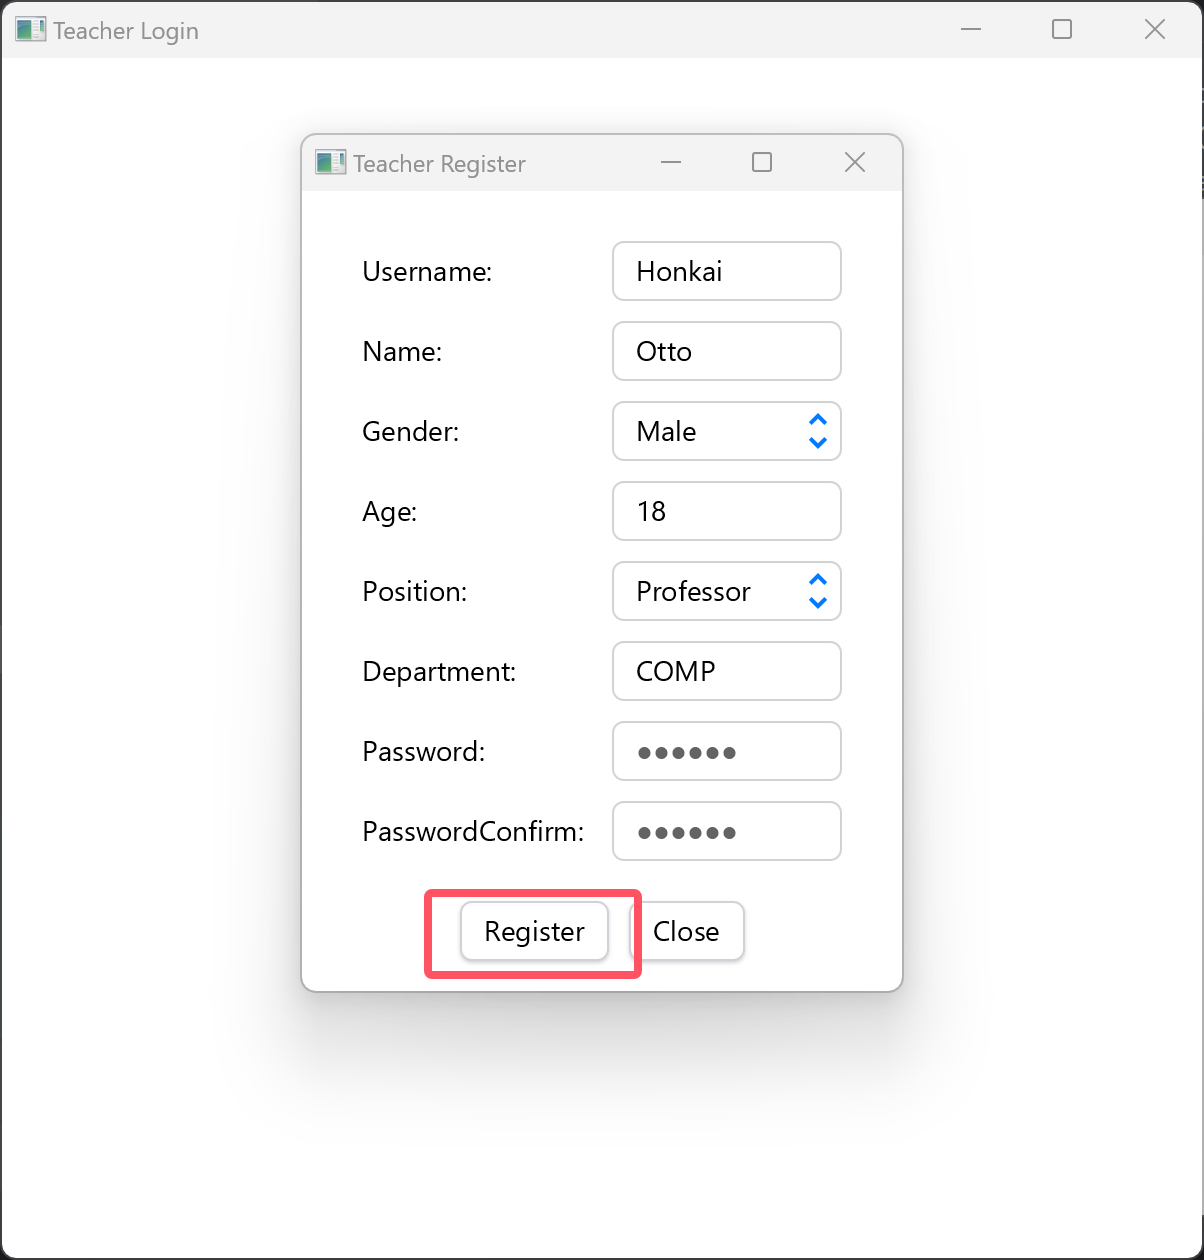 Teacher Login
Teacher Register
Username: Honkai
Name: Otto
Gender: Male
Age: 18
Position: Professor
Department: COMP
Password: ●●●●●●
PasswordConfirm: ●●●●●●
Register Close